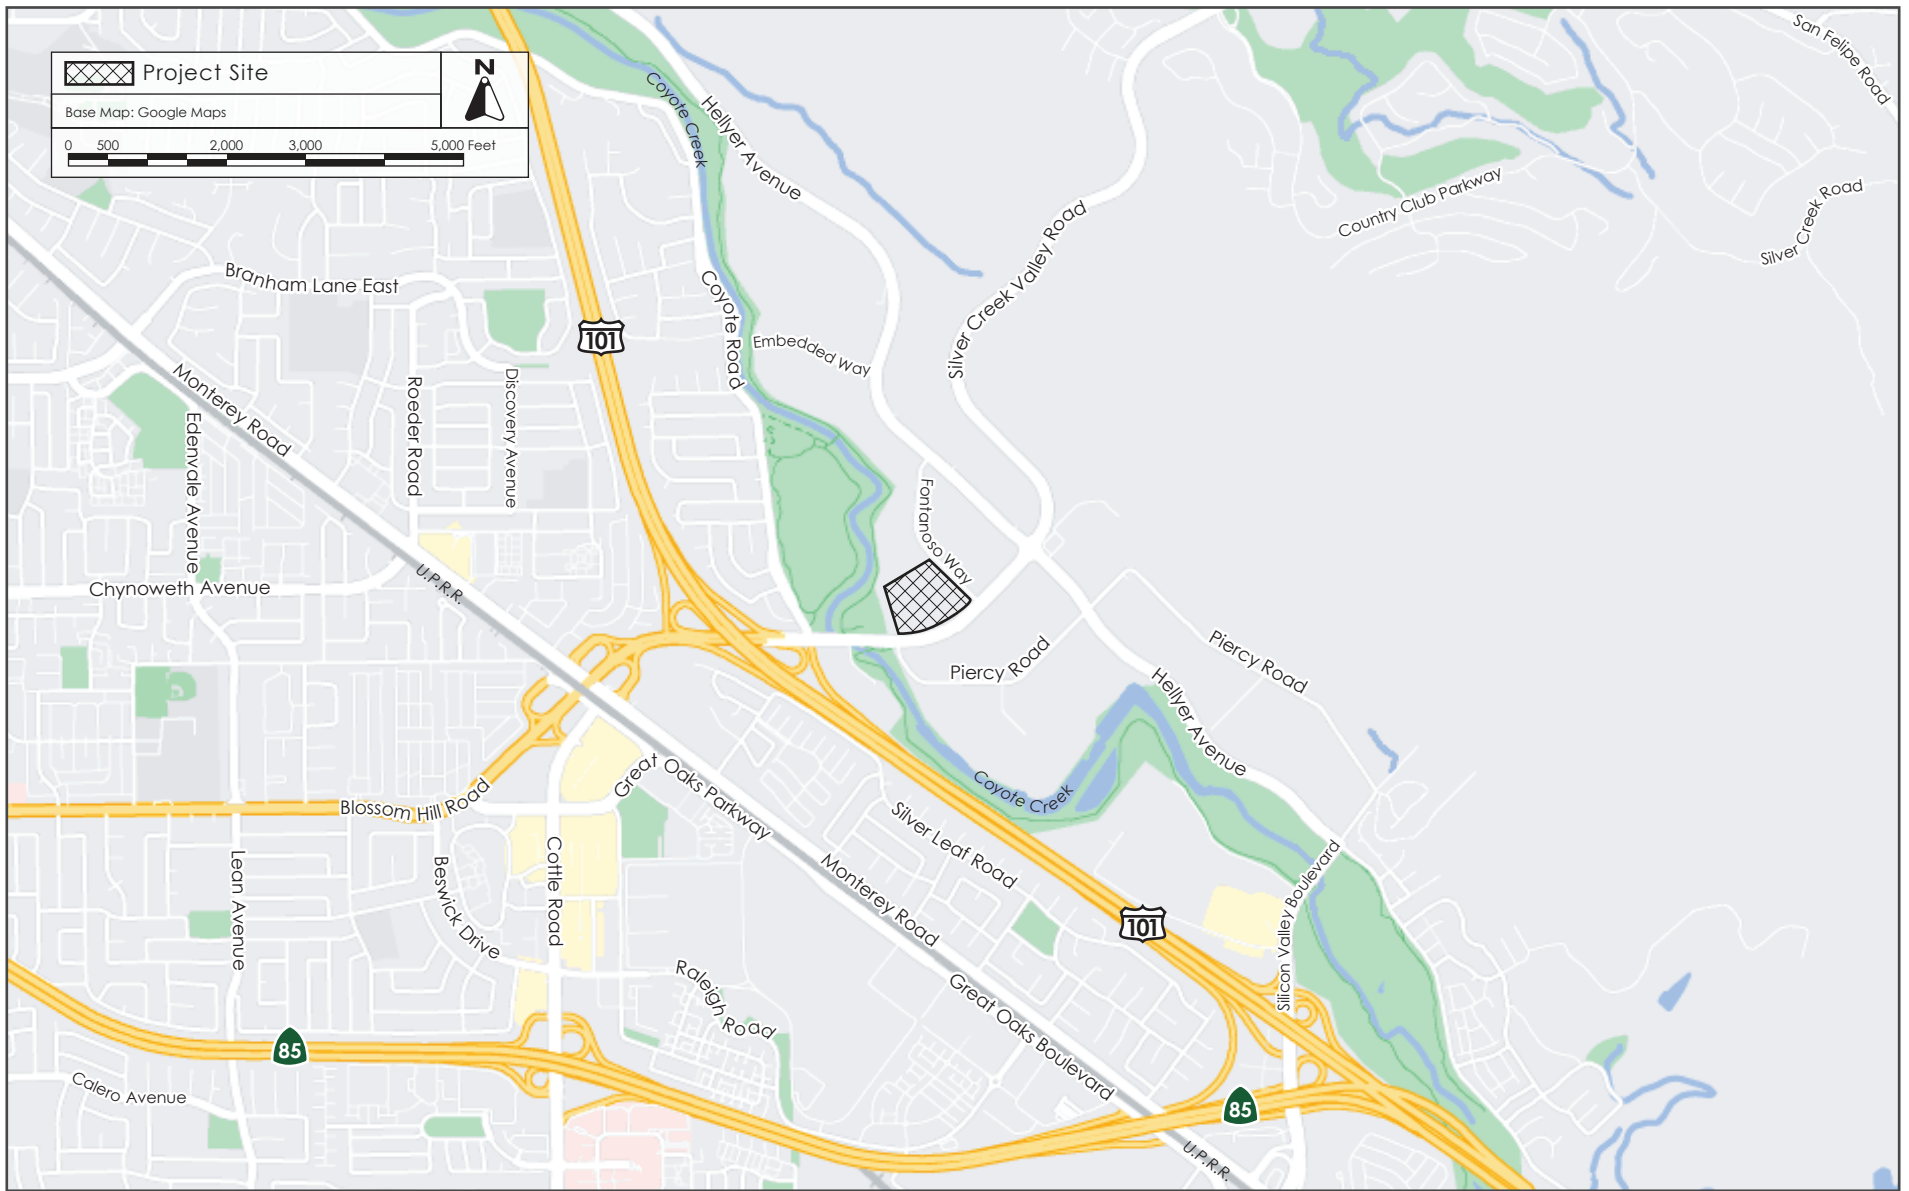 Project Site
N
Base Map: Google Maps
0 500 2,000 3,000 5,000 Feet
San Felipe Road
Coyote Creek
Hellyer Avenue
Country Club Parkway
Silver Creek Road
Silver Creek Valley Road
Branham Lane East
Coyote Road
101
Embedded Way
Monterey Road
Roeder Road
Discovery Avenue
Edenvale Avenue
Fontanoso Way
U.P.R.R.
Chynoweth Avenue
Piercy Road
Piercy Road
Hellyer Avenue
Great Oaks Parkway
Coyote Creek
Blossom Hill Road
Silver Leaf Road
Cottle Road
Lean Avenue
Beswick Drive
Monterey Road
Silicon Valley Boulevard
101
Raleigh Road
Great Oaks Boulevard
85
Calero Avenue
85
U.P.R.R.